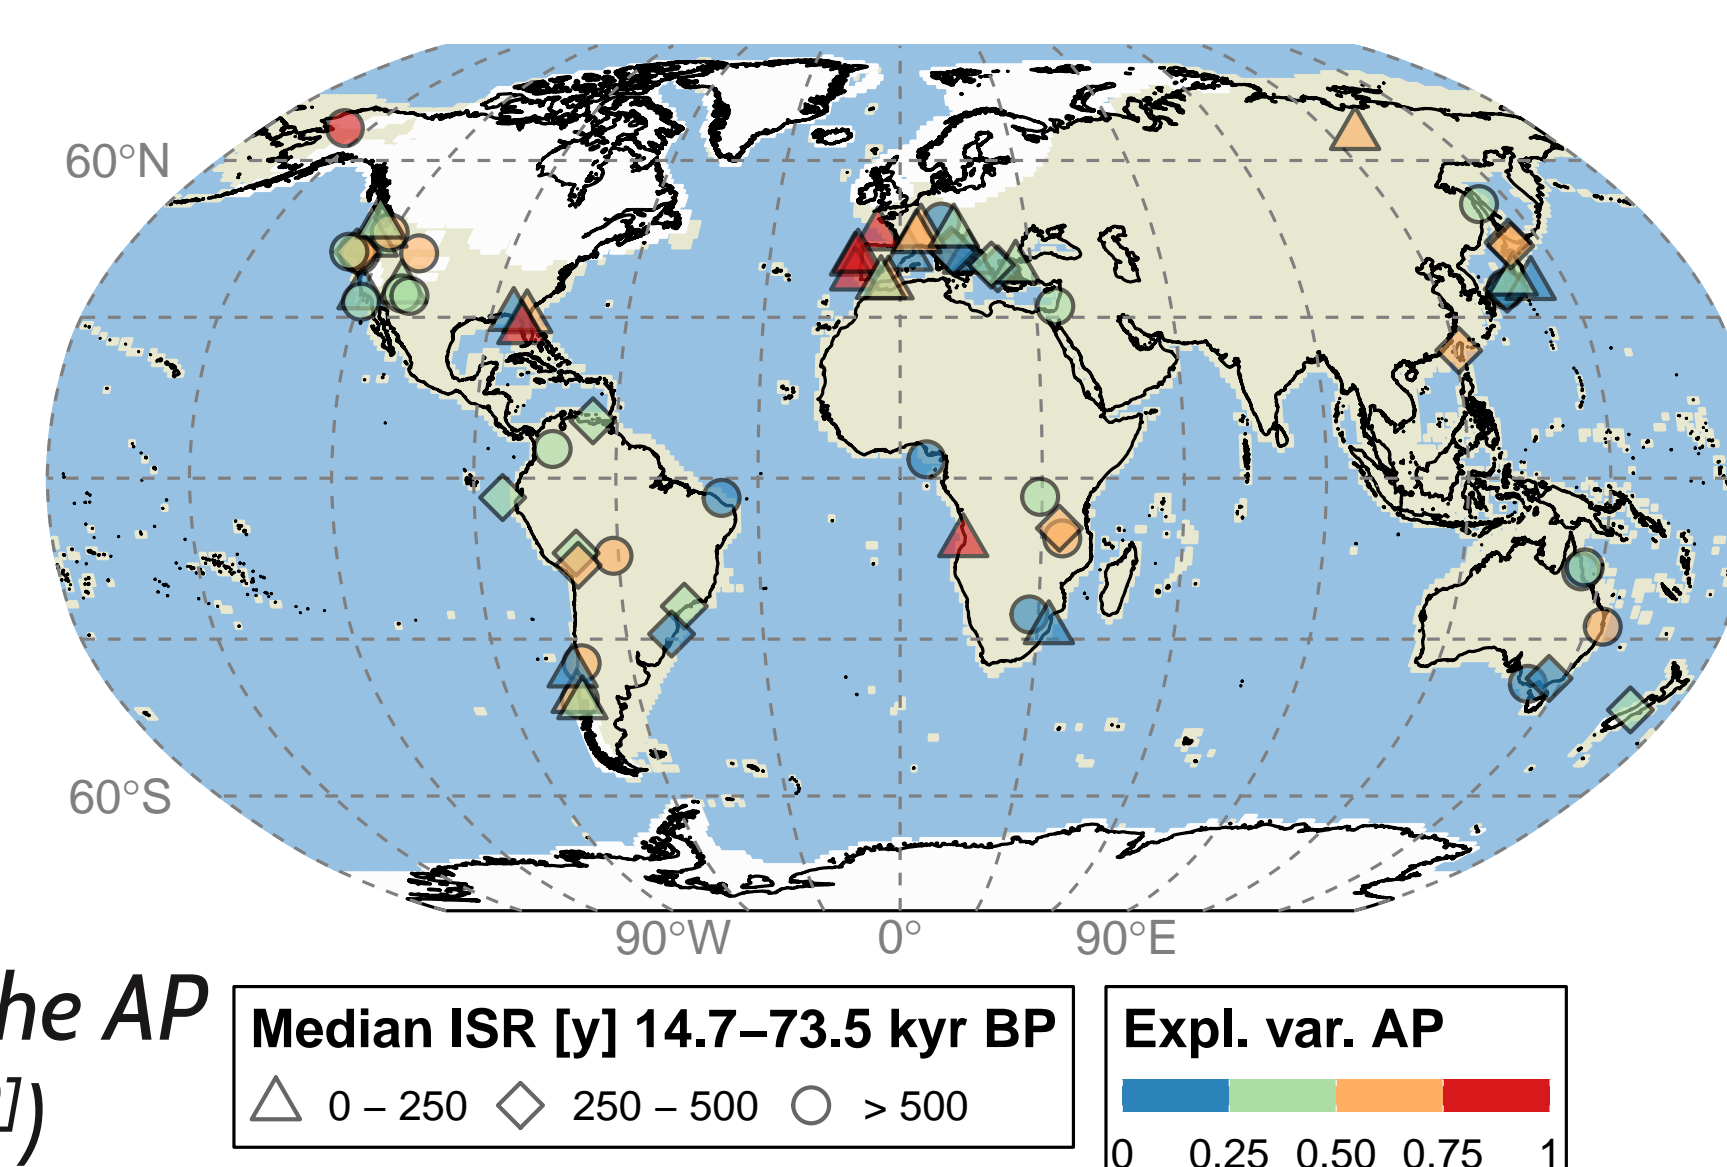 60°N
60°S
90°W 0° 90°E
he AP
)
Median ISR [y] 14.7–73.5 kyr BP
0 – 250 250 – 500 > 500
Expl. var. AP
0 0.25 0.50 0.75 1